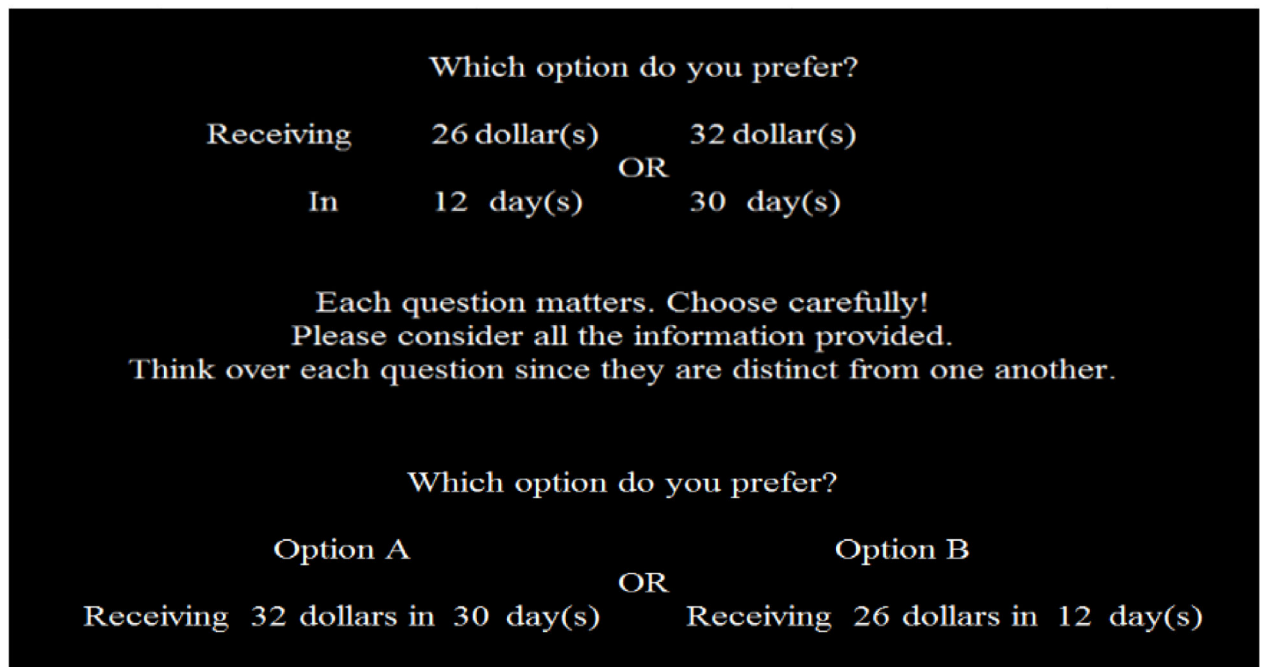 Which option do you prefer?
Receiving 26 dollar(s) 32 dollar(s)
OR
In 12 day(s) 30 day(s)
Each question matters. Choose carefully!
Please consider all the information provided.
Think over each question since they are distinct from one another.
Which option do you prefer?
Option A Option B
OR
Receiving 32 dollars in 30 day(s) Receiving 26 dollars in 12 day(s)